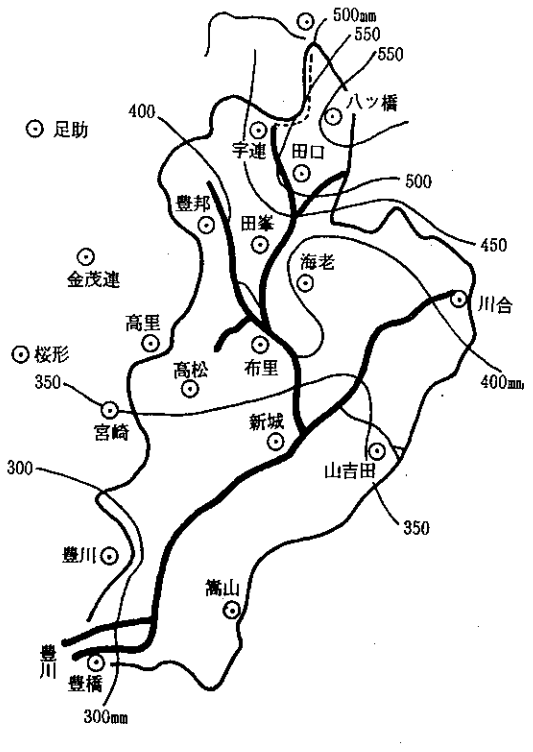 500mm
550
550
八ッ橋
400
足助
宇連
田口
500
豊邦
田峯
450
金茂連
海老
川合
高里
桜形
布里
350
高松
400mm
宮崎
新城
山吉田
300
350
豊川
嵩山
豊川
豊橋
300mm